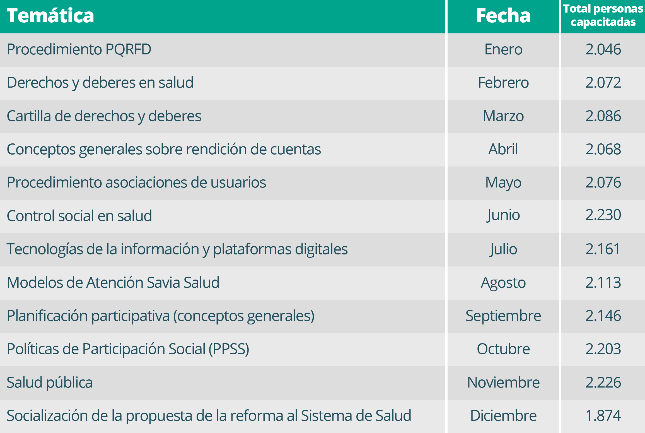 Temática Fecha Total personas capacitadas
Procedimiento PQRFD Enero 2.046
Derechos y deberes en salud Febrero 2.072
Cartilla de derechos y deberes Marzo 2.086
Conceptos generales sobre rendición de cuentas Abril 2.068
Procedimiento asociaciones de usuarios Mayo 2.076
Control social en salud Junio 2.230
Tecnologías de la información y plataformas digitales Julio 2.161
Modelos de Atención Savia Salud Agosto 2.113
Planificación participativa (conceptos generales) Septiembre 2.146
Políticas de Participación Social (PPSS) Octubre 2.203
Salud pública Noviembre 2.226
Socialización de la propuesta de la reforma al Sistema de Salud Diciembre 1.874